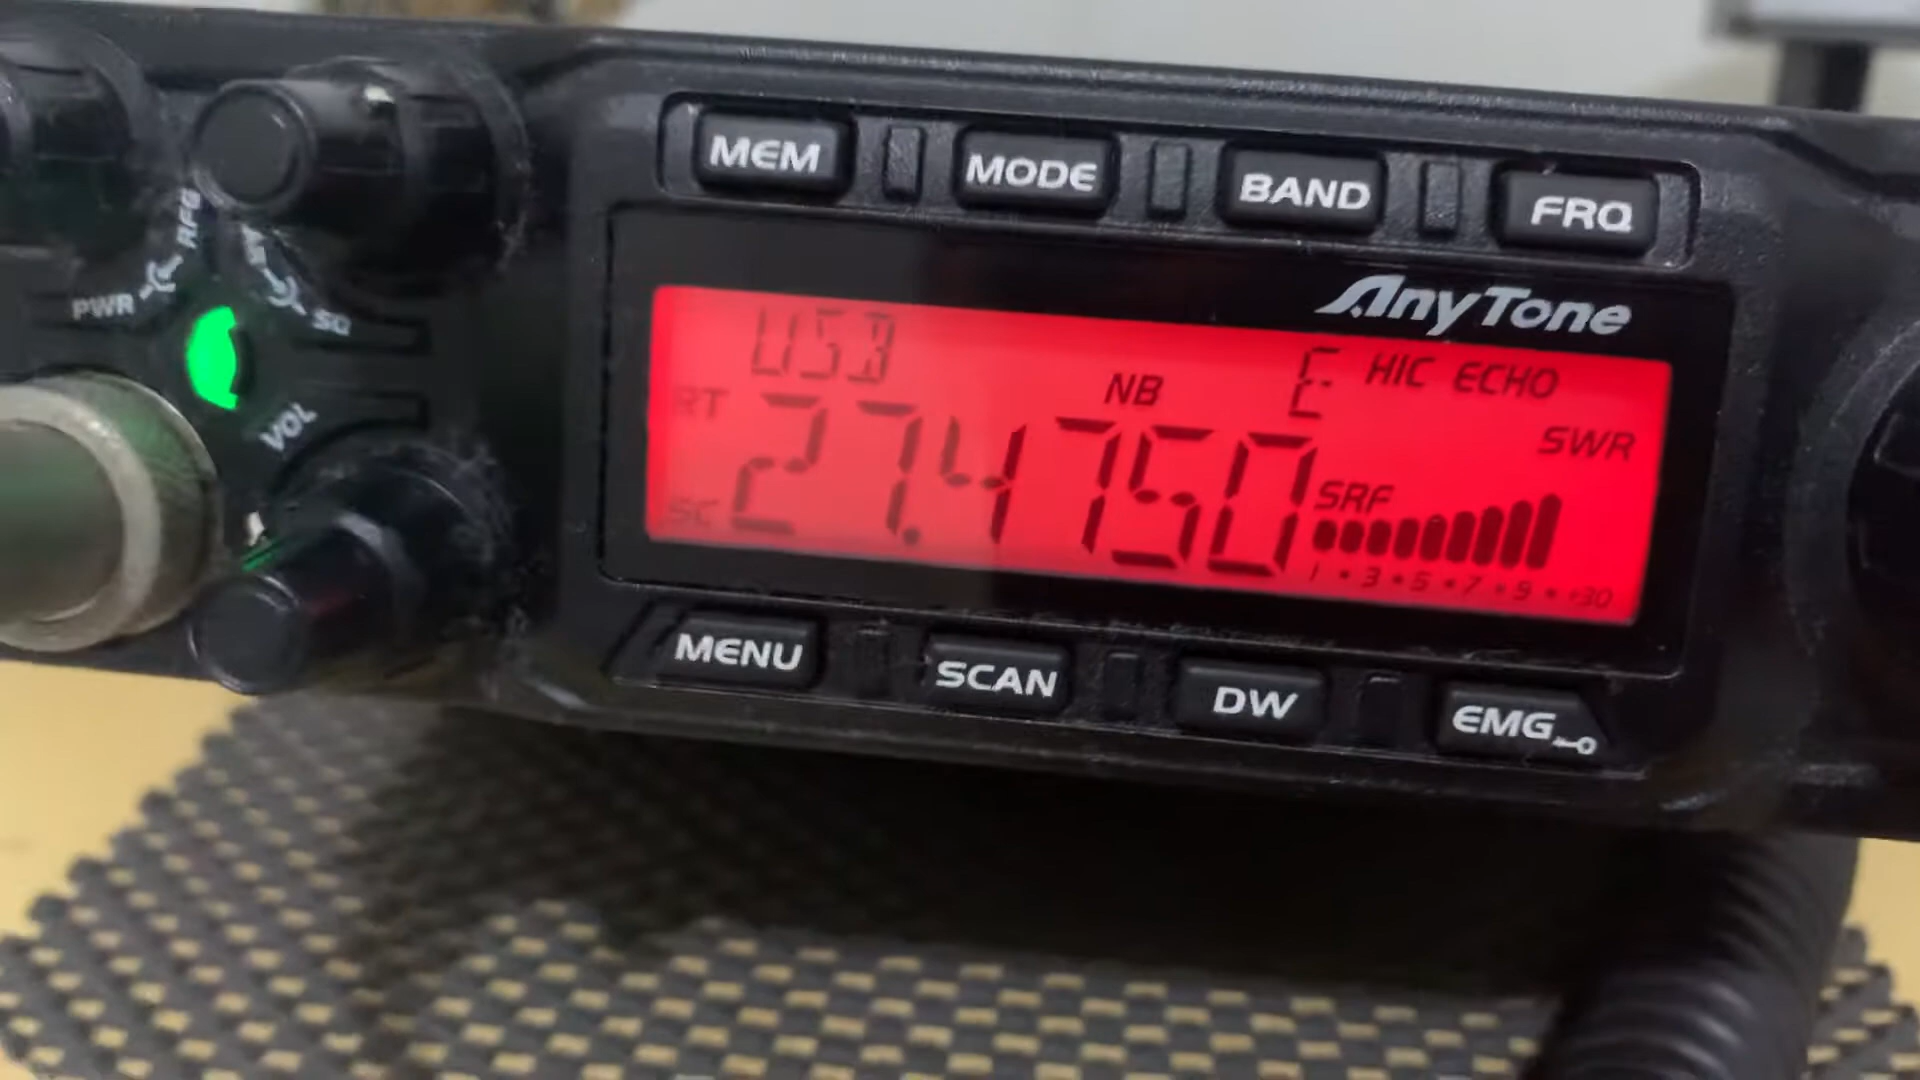 MEM MODE BAND FRQ
AnyTone
USB NB E HIC ECHO
RT 27.4750 SWR
SC SRF
1 • 3 • 5 • 7 • 9 • +30
MENU SCAN DW EMG
RFG
PWR SQ
VOL